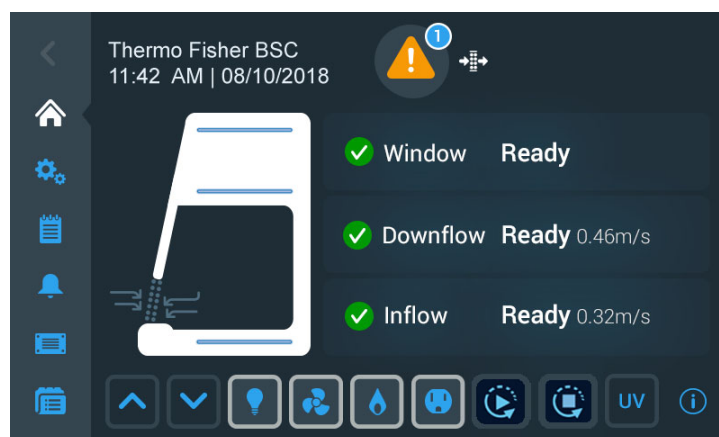 Thermo Fisher BSC
11:42 AM | 08/10/2018
1
Window Ready
Downflow Ready 0.46m/s
Inflow Ready 0.32m/s
UV